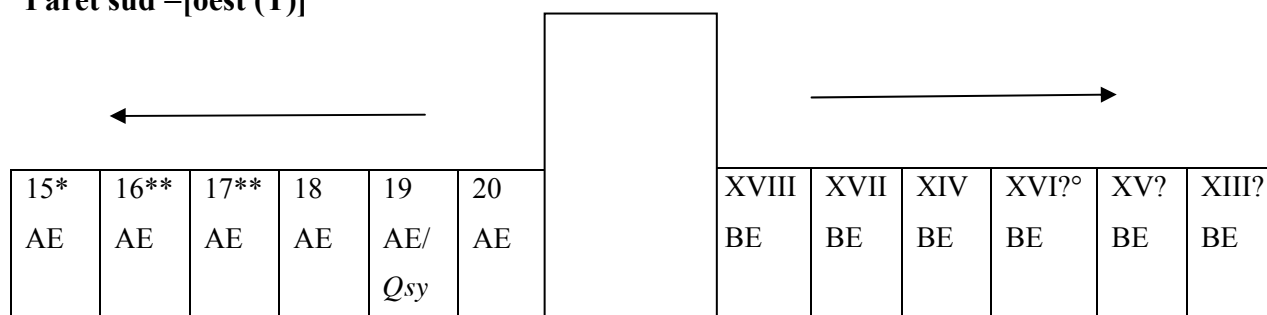 Paret sud –[oest (1)]
15* 16** 17** 18 19 20 XVIII XVII XIV XVI?° XV? XIII?
AE AE AE AE AE/ AE BE BE BE BE BE BE
Qsy